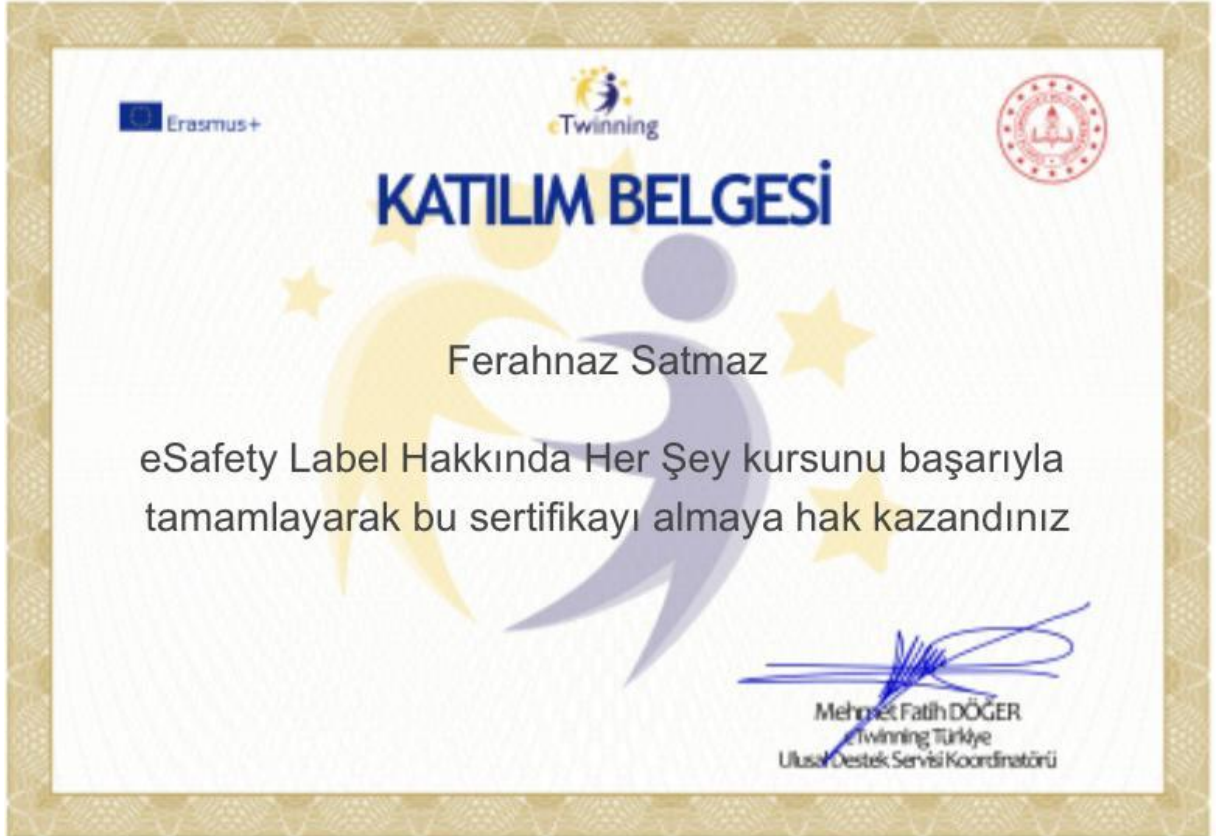 Erasmus+
eTwinning
KATILIM BELGESİ
Ferahnaz Satmaz
eSafety Label Hakkında Her Şey kursunu başarıyla
tamamlayarak bu sertifikayı almaya hak kazandınız
Mehmet Fatih DÖĞER
eTwinning Türkiye
Ulusal Destek Servisi Koordinatörü